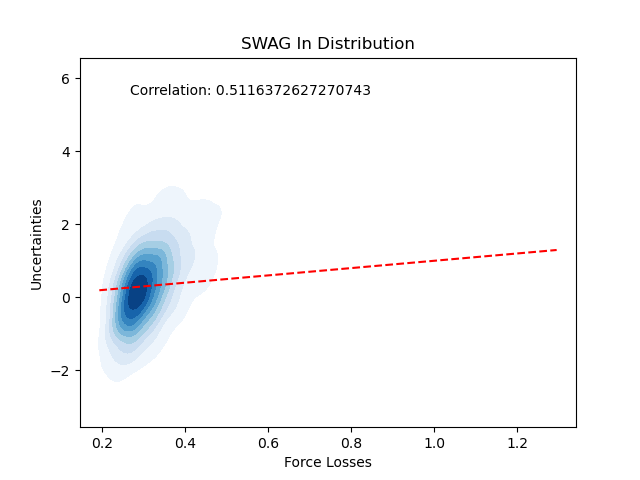 SWAG In Distribution
Correlation: 0.5116372627270743
Uncertainties
6
4
2
0
−2
0.2 0.4 0.6 0.8 1.0 1.2
Force Losses